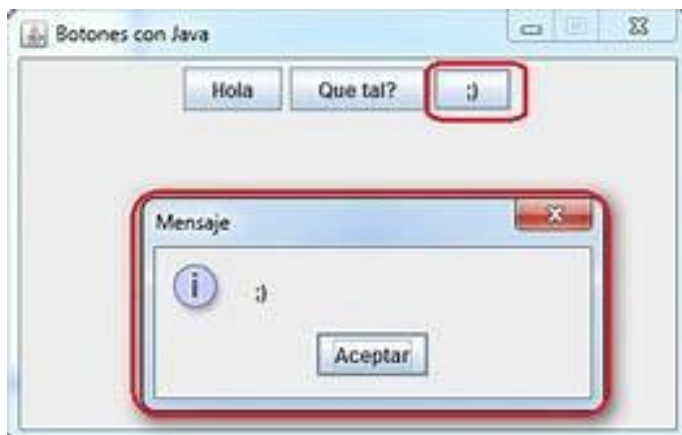 Botones con Java
Hola Que tal? ;)
Mensaje
;)
Aceptar